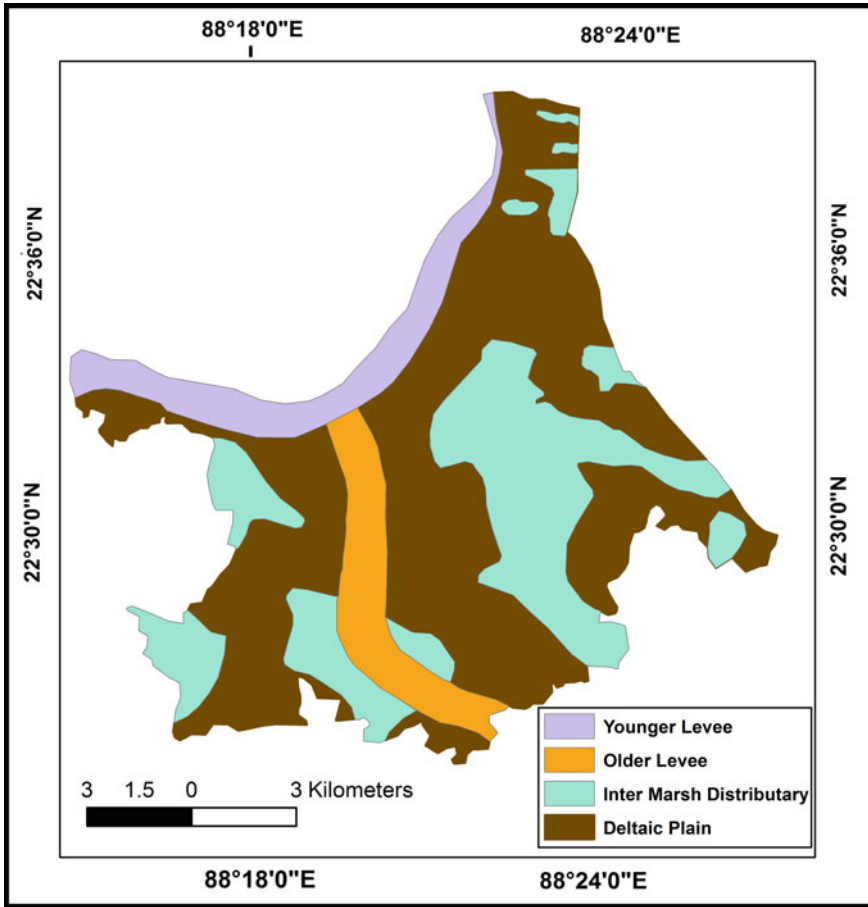 88°18'0"E 88°24'0"E
22°36'0"N 22°36'0"N
22°30'0"N 22°30'0"N
Younger Levee
Older Levee
Inter Marsh Distributary
Deltaic Plain
3 1.5 0 3 Kilometers
88°18'0"E 88°24'0"E